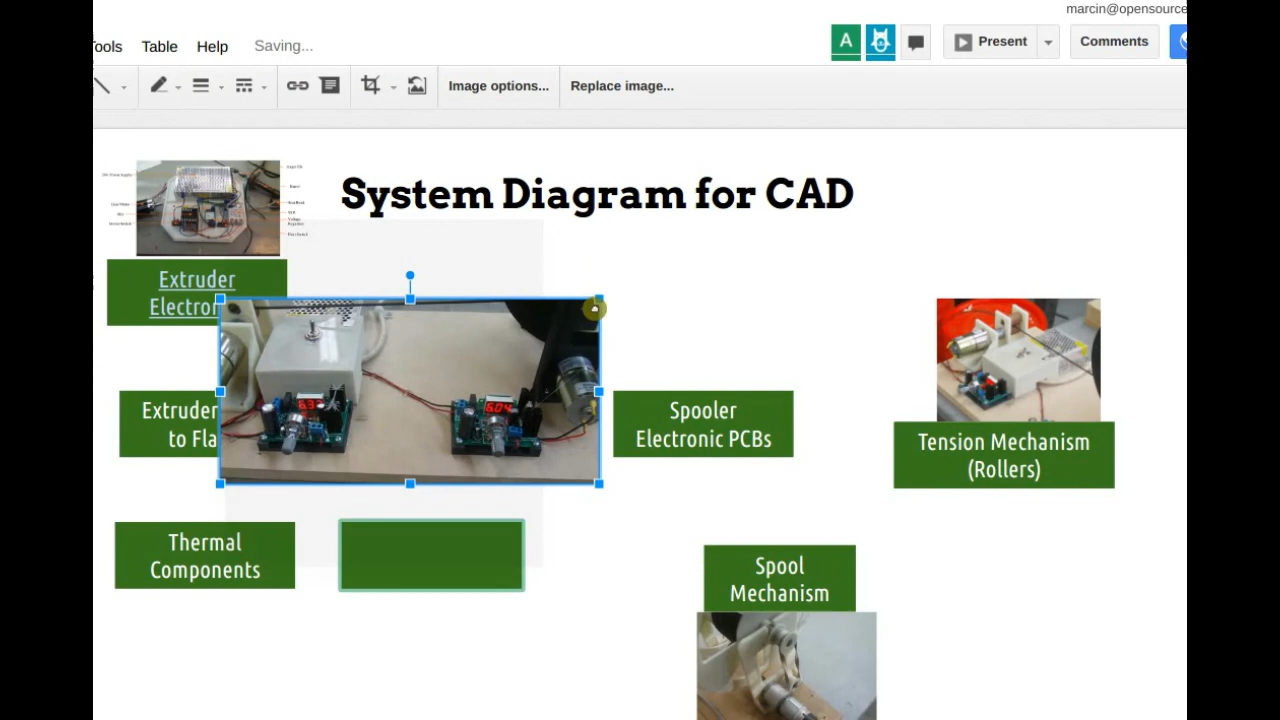 marcin@opensource
Tools Table Help Saving...
A
Present Comments
Image options... Replace image...
System Diagram for CAD
Extruder
Electron
Extruder
to Fla
Spooler
Electronic PCBs
Tension Mechanism
(Rollers)
Thermal
Components
Spool
Mechanism